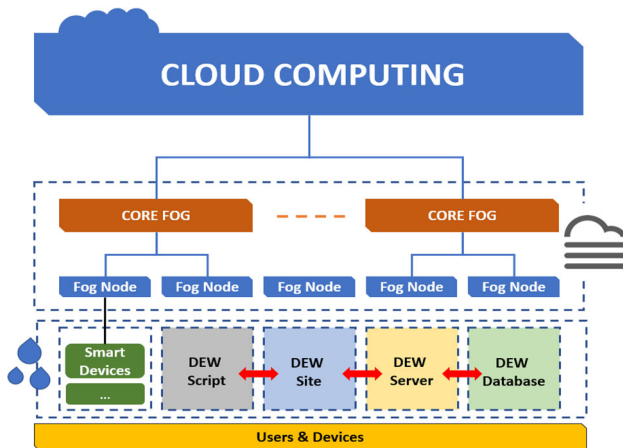 CLOUD COMPUTING
CORE FOG
CORE FOG
Fog Node
Fog Node
Fog Node
Fog Node
Fog Node
Smart
Devices
...
DEW
Script
DEW
Site
DEW
Server
DEW
Database
Users & Devices